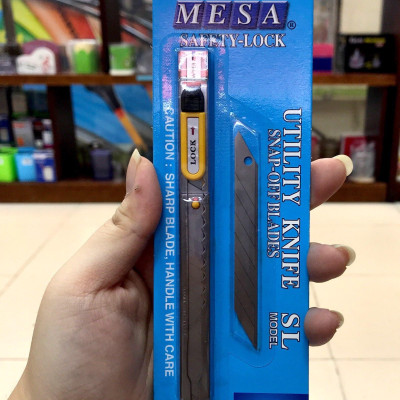 MESA®
SAFETY-LOCK
UTILITY KNIFE SL
MODEL
SNAP-OFF BLADES
LOCK
CAUTION: SHARP BLADE, HANDLE WITH CARE